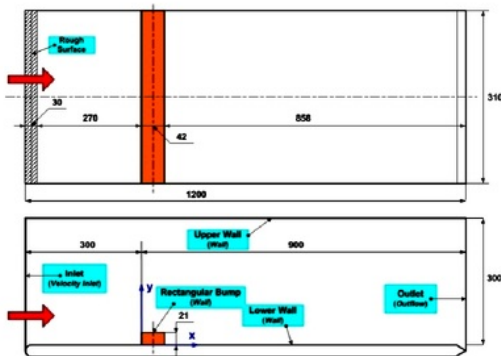 Rough
Surface
30
270
858
310
42
1200
Upper Wall
(Wall)
300
900
Inlet
(Velocity Inlet)
y
Rectangular Bump
(Wall)
Outlet
(Outflow)
300
21
Lower Wall
(Wall)
x